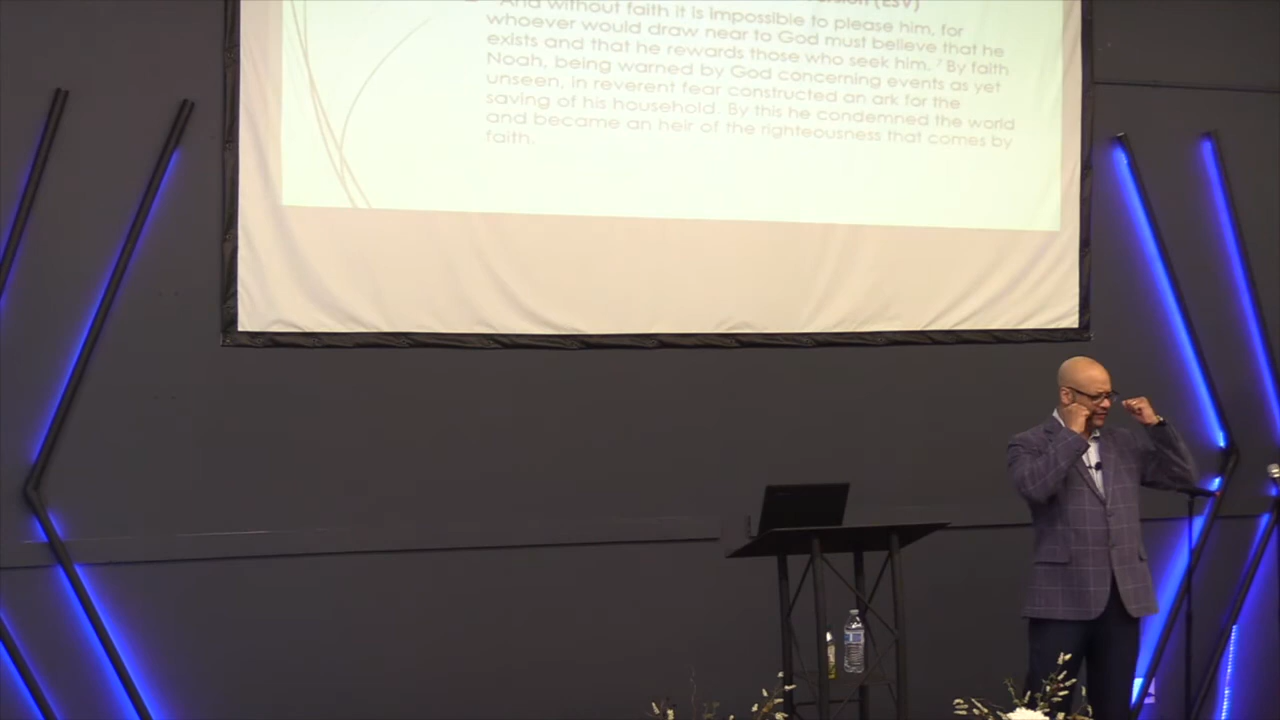 (ESV)
And without faith it is impossible to please him, for
whoever would draw near to God must believe that he
exists and that he rewards those who seek him. 7 By faith
Noah, being warned by God concerning events as yet
unseen, in reverent fear constructed an ark for the
saving of his household. By this he condemned the world
and became an heir of the righteousness that comes by
faith.